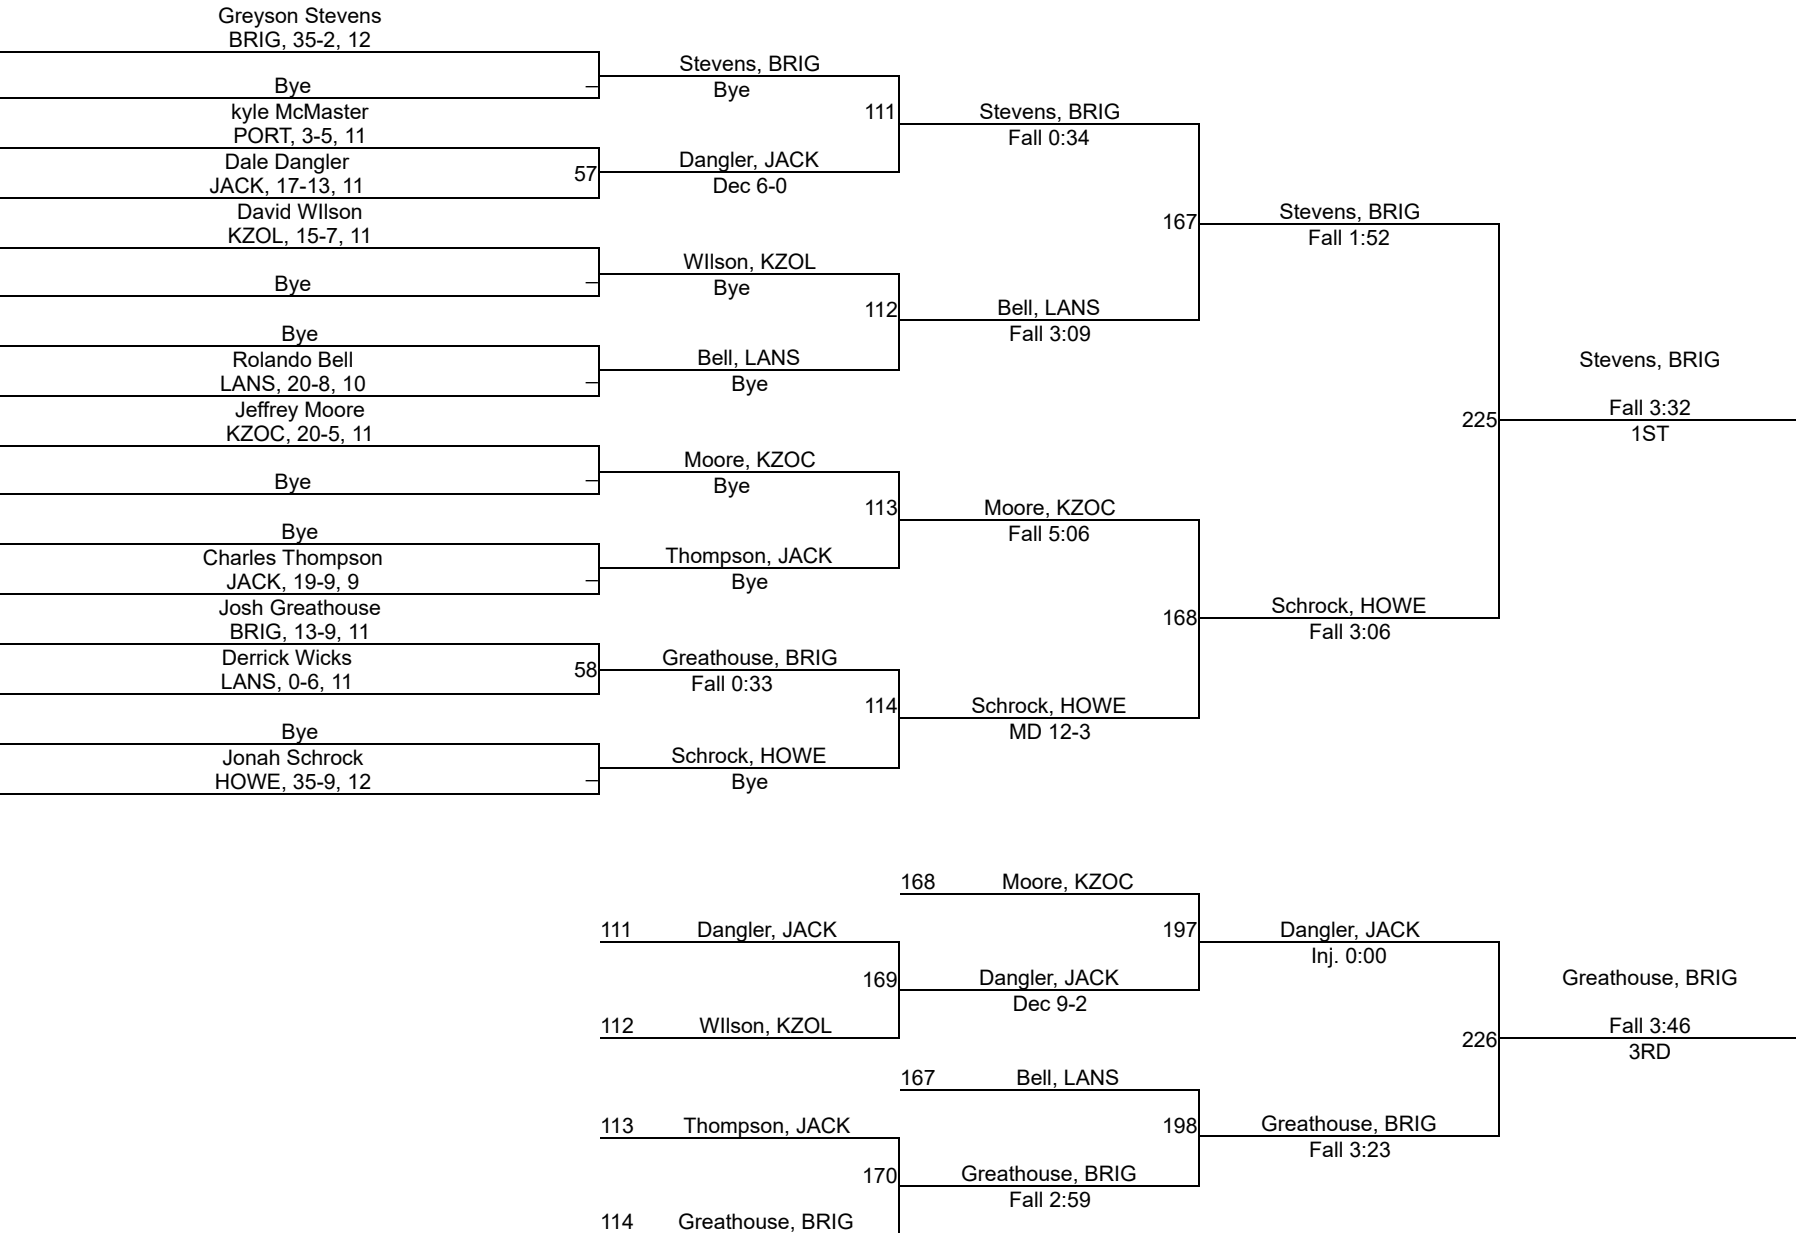 Greyson Stevens
BRIG, 35-2, 12
Bye
–
kyle McMaster
PORT, 3-5, 11
Dale Dangler
JACK, 17-13, 11
57
David WIlson
KZOL, 15-7, 11
Bye
–
Bye
Rolando Bell
LANS, 20-8, 10
–
Jeffrey Moore
KZOC, 20-5, 11
Bye
–
Bye
Charles Thompson
JACK, 19-9, 9
–
Josh Greathouse
BRIG, 13-9, 11
Derrick Wicks
LANS, 0-6, 11
58
Bye
Jonah Schrock
HOWE, 35-9, 12
–
Stevens, BRIG
Bye
111
Dangler, JACK
Dec 6-0
WIlson, KZOL
Bye
112
Bell, LANS
Bye
Moore, KZOC
Bye
113
Thompson, JACK
Bye
Greathouse, BRIG
Fall 0:33
114
Schrock, HOWE
Bye
Stevens, BRIG
Fall 0:34
167
Bell, LANS
Fall 3:09
Moore, KZOC
Fall 5:06
168
Schrock, HOWE
MD 12-3
Stevens, BRIG
Fall 1:52
225
Schrock, HOWE
Fall 3:06
Stevens, BRIG
Fall 3:32
1ST
111 Dangler, JACK
169
112 WIlson, KZOL
113 Thompson, JACK
170
114 Greathouse, BRIG
168 Moore, KZOC
197
Dangler, JACK
Dec 9-2
167 Bell, LANS
198
Greathouse, BRIG
Fall 2:59
Dangler, JACK
Inj. 0:00
226
Greathouse, BRIG
Fall 3:23
Greathouse, BRIG
Fall 3:46
3RD